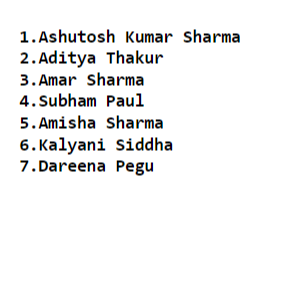 1.Ashutosh Kumar Sharma
2.Aditya Thakur
3.Amar Sharma
4.Subham Paul
5.Amisha Sharma
6.Kalyani Siddha
7.Dareena Pegu